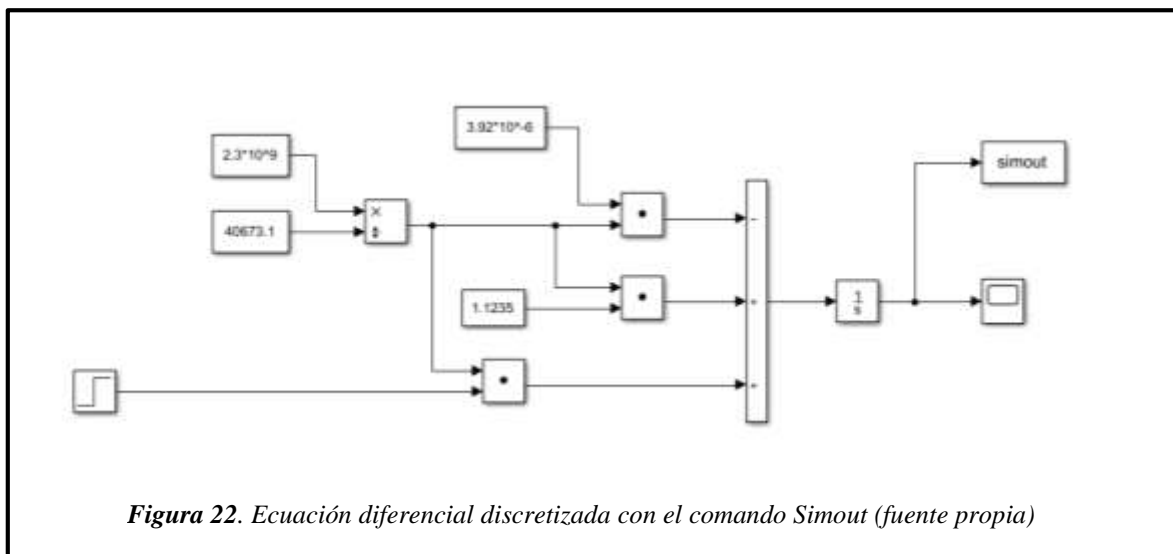 3.92*10^-6
2.3*10^9
simout
40673.1
1.1235
1
s
Figura 22. Ecuación diferencial discretizada con el comando Simout (fuente propia)